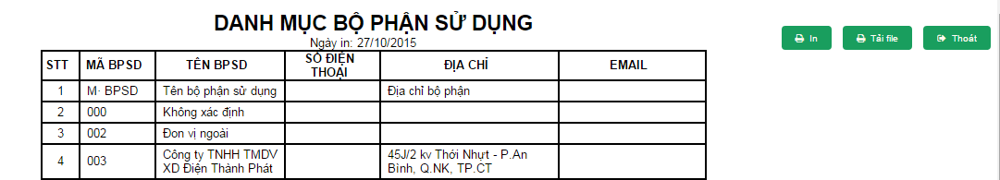 DANH MỤC BỘ PHẬN SỬ DỤNG
Ngày in: 27/10/2015
In
Tải file
Thoát
STT MÃ BPSD TÊN BPSD SỐ ĐIỆN THOẠI ĐỊA CHỈ EMAIL
1 M· BPSD Tên bộ phận sử dụng Địa chỉ bộ phận
2 000 Không xác định
3 002 Đon vị ngoài
4 003 Công ty TNHH TMDV 45J/2 kv Thới Nhựt - P.An
XD Điện Thành Phát Bình, Q.NK, TP.CT